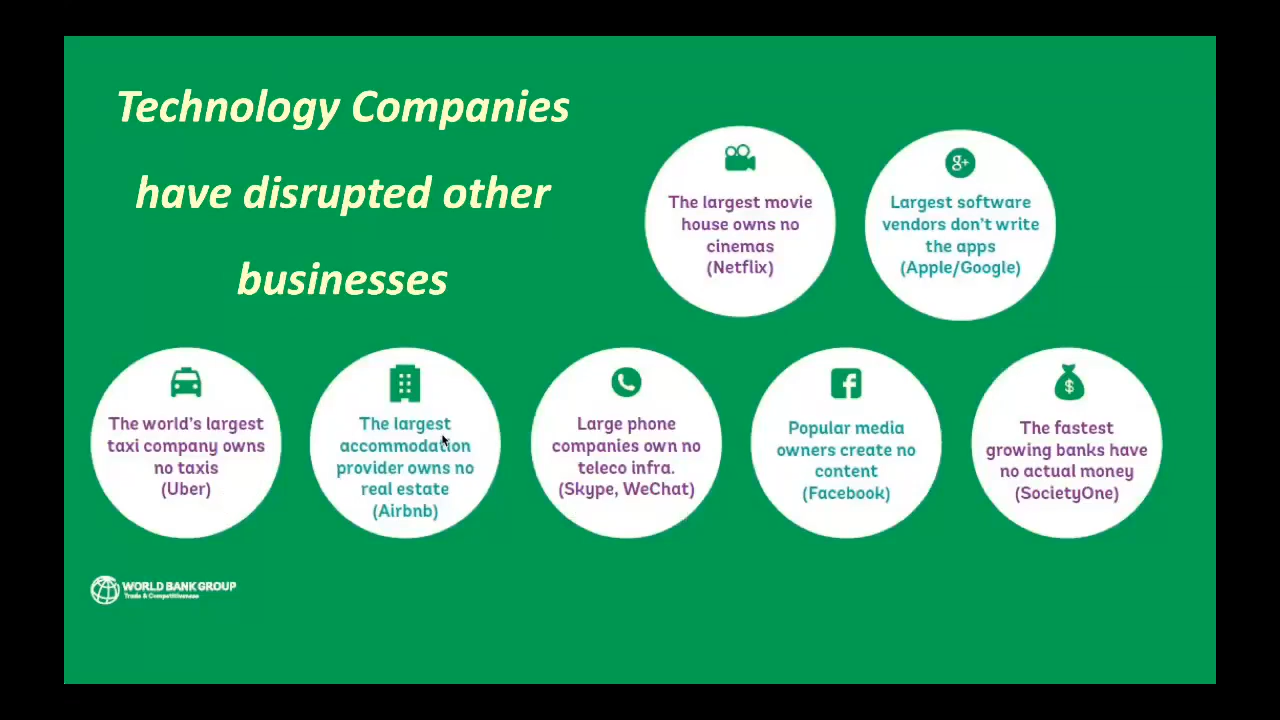 Technology Companies
have disrupted other
businesses
The largest movie
house owns no
cinemas
(Netflix)
g+
Largest software
vendors don't write
the apps
(Apple/Google)
The world's largest
taxi company owns
no taxis
(Uber)
The largest
accommodation
provider owns no
real estate
(Airbnb)
Large phone
companies own no
teleco infra.
(Skype, WeChat)
f
Popular media
owners create no
content
(Facebook)
$
The fastest
growing banks have
no actual money
(SocietyOne)
WORLD BANK GROUP
Trade & Competitiveness